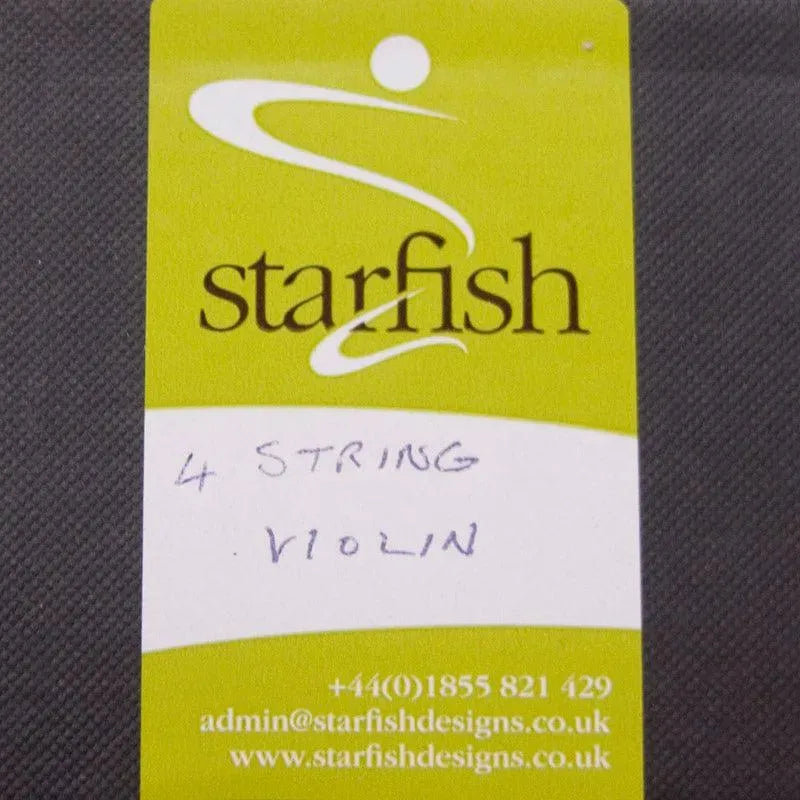 starfish
4 STRING
VIOLIN
+44(0)1855 821 429
admin@starfishdesigns.co.uk
www.starfishdesigns.co.uk